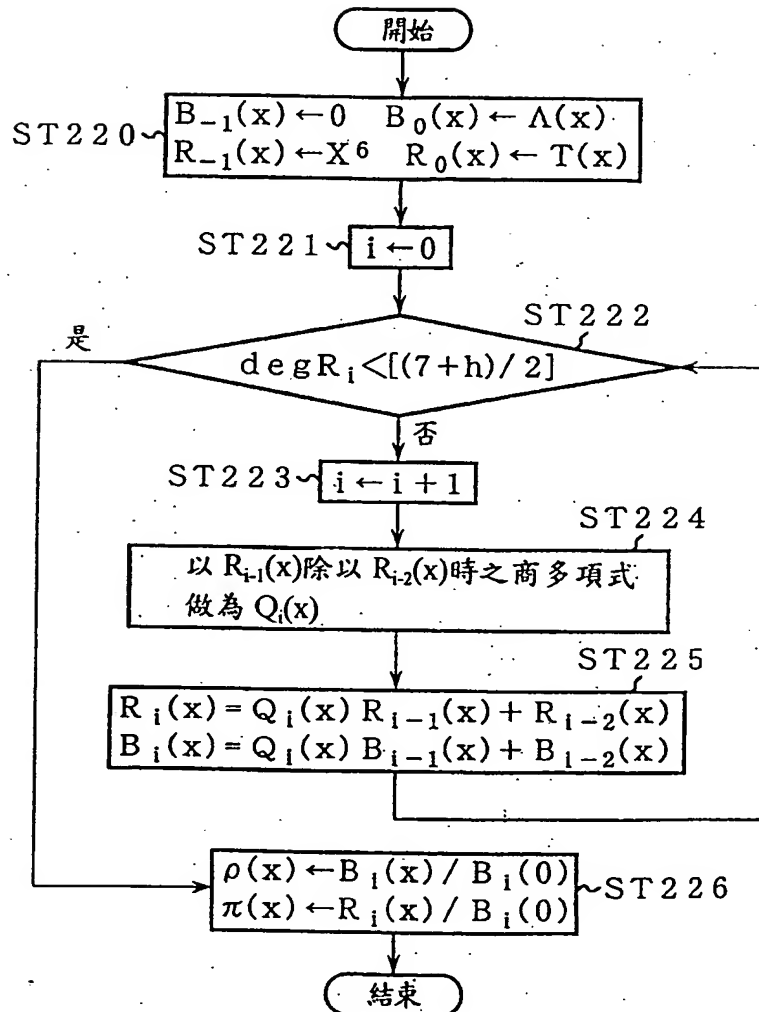 開始
ST220
B₋₁(x)←0 B₀(x)←Λ(x)
R₋₁(x)←X⁶ R₀(x)←T(x)
ST221
i←0
ST222
是
degRᵢ<[(7+h)/2]
否
ST223
i←i+1
ST224
以 Rᵢ₋₁(x)除以 Rᵢ₋₂(x)時之商多項式
做為 Qᵢ(x)
ST225
Rᵢ(x)=Qᵢ(x)Rᵢ₋₁(x)+Rᵢ₋₂(x)
Bᵢ(x)=Qᵢ(x)Bᵢ₋₁(x)+Bᵢ₋₂(x)
ρ(x)←Bᵢ(x)/Bᵢ(0)
π(x)←Rᵢ(x)/Bᵢ(0)
ST226
結束